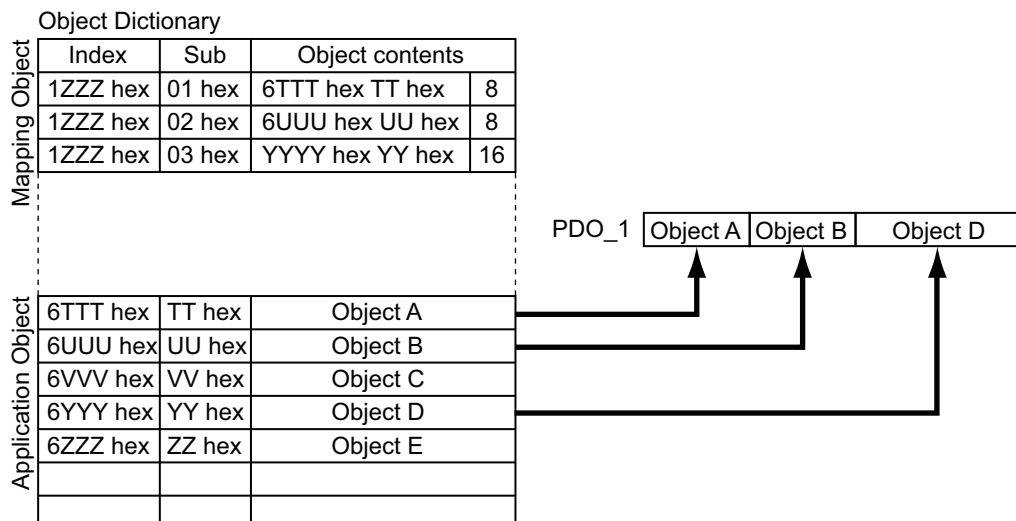 Object Dictionary
Mapping Object
Index Sub Object contents
1ZZZ hex 01 hex 6TTT hex TT hex 8
1ZZZ hex 02 hex 6UUU hex UU hex 8
1ZZZ hex 03 hex YYYY hex YY hex 16
PDO_1 Object A Object B Object D
Application Object
6TTT hex TT hex Object A
6UUU hex UU hex Object B
6VVV hex VV hex Object C
6YYY hex YY hex Object D
6ZZZ hex ZZ hex Object E